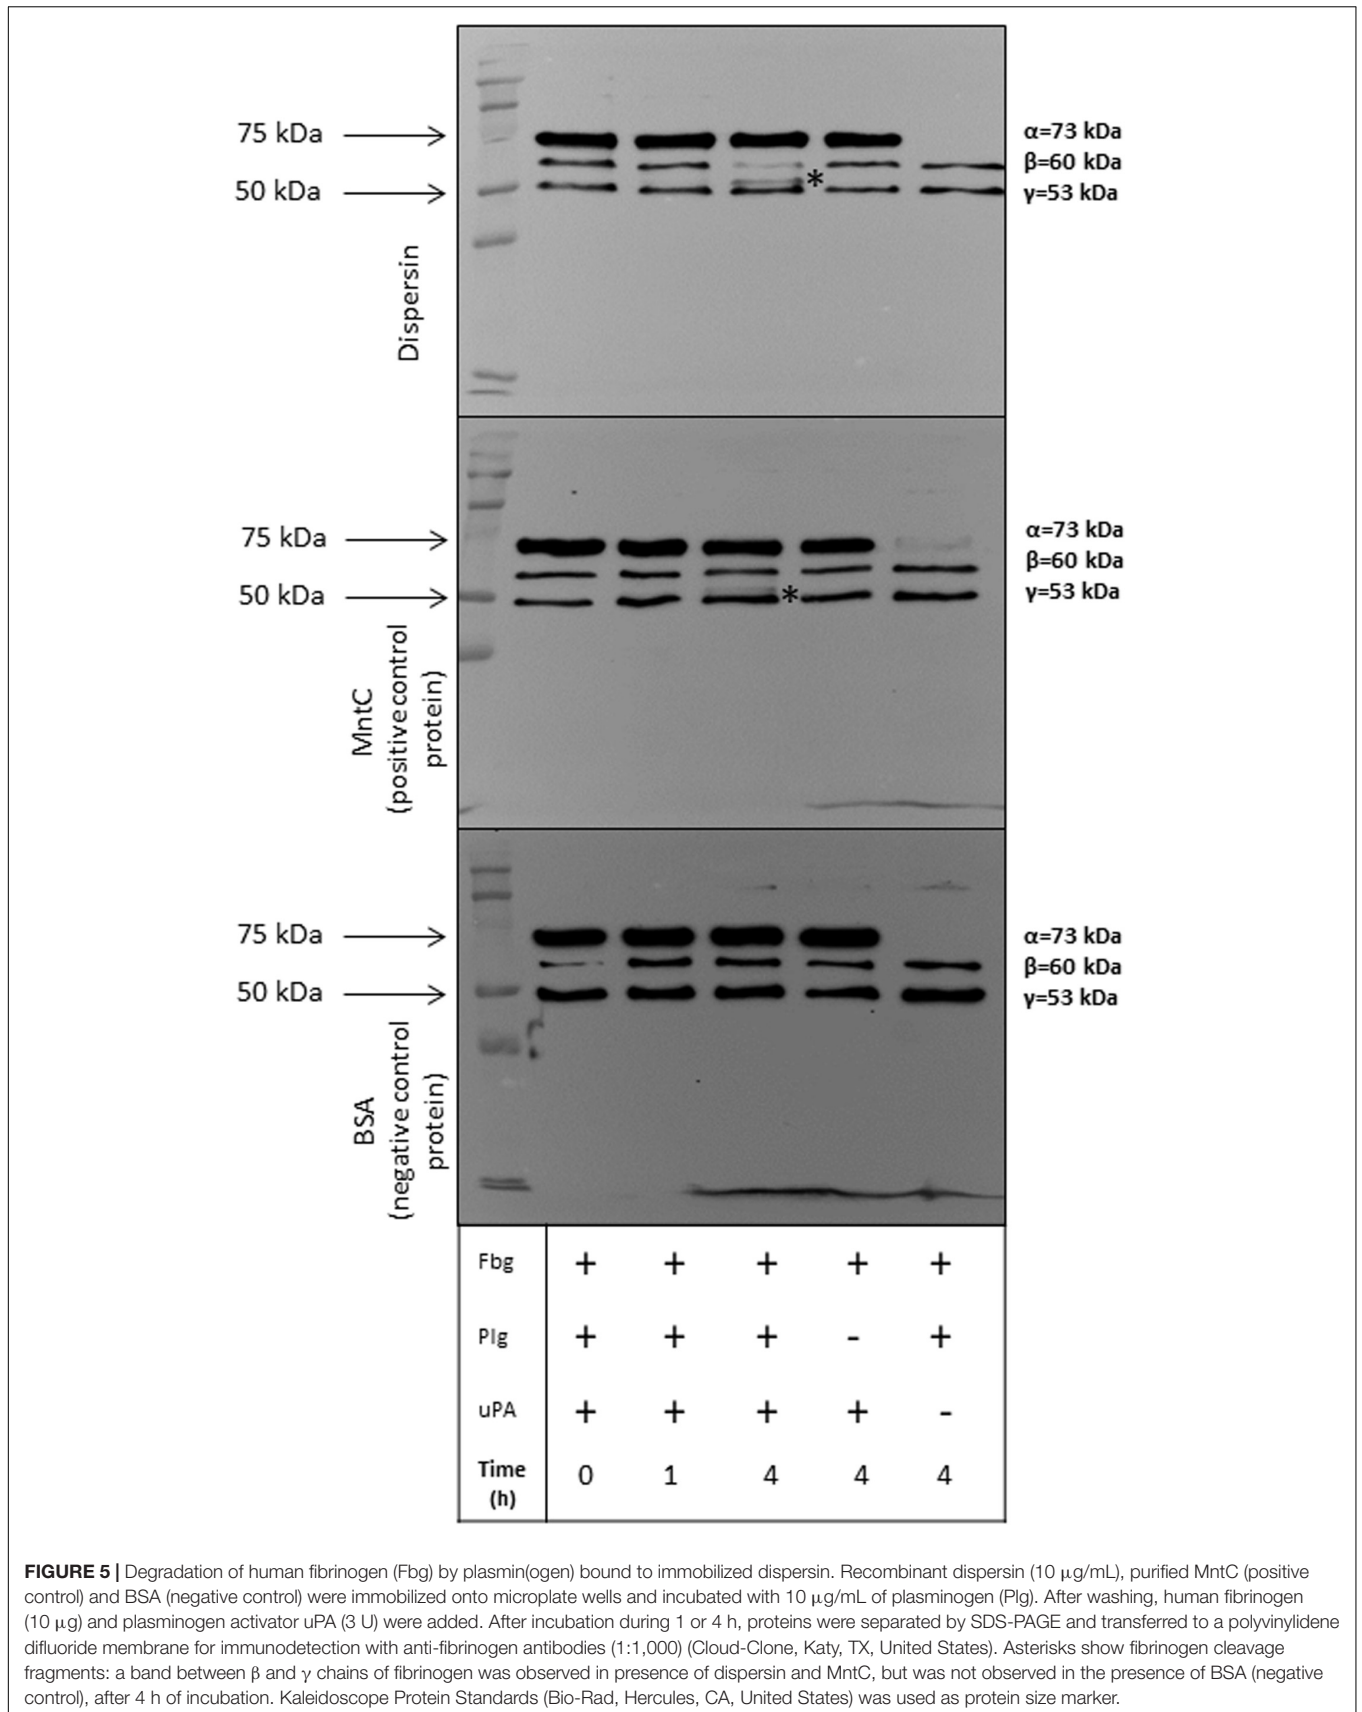 75 kDa
α=73 kDa
β=60 kDa
50 kDa
γ=53 kDa
*
Dispersin
75 kDa
α=73 kDa
β=60 kDa
50 kDa
γ=53 kDa
*
MntC
(positive control
protein)
75 kDa
α=73 kDa
β=60 kDa
50 kDa
γ=53 kDa
BSA
(negative control
protein)
Fbg + + + + +
Plg + + + - +
uPA + + + + -
Time
(h) 0 1 4 4 4
FIGURE 5 | Degradation of human fibrinogen (Fbg) by plasmin(ogen) bound to immobilized dispersin. Recombinant dispersin (10 μg/mL), purified MntC (positive
control) and BSA (negative control) were immobilized onto microplate wells and incubated with 10 μg/mL of plasminogen (Plg). After washing, human fibrinogen
(10 μg) and plasminogen activator uPA (3 U) were added. After incubation during 1 or 4 h, proteins were separated by SDS-PAGE and transferred to a polyvinylidene
difluoride membrane for immunodetection with anti-fibrinogen antibodies (1:1,000) (Cloud-Clone, Katy, TX, United States). Asterisks show fibrinogen cleavage
fragments: a band between β and γ chains of fibrinogen was observed in presence of dispersin and MntC, but was not observed in the presence of BSA (negative
control), after 4 h of incubation. Kaleidoscope Protein Standards (Bio-Rad, Hercules, CA, United States) was used as protein size marker.